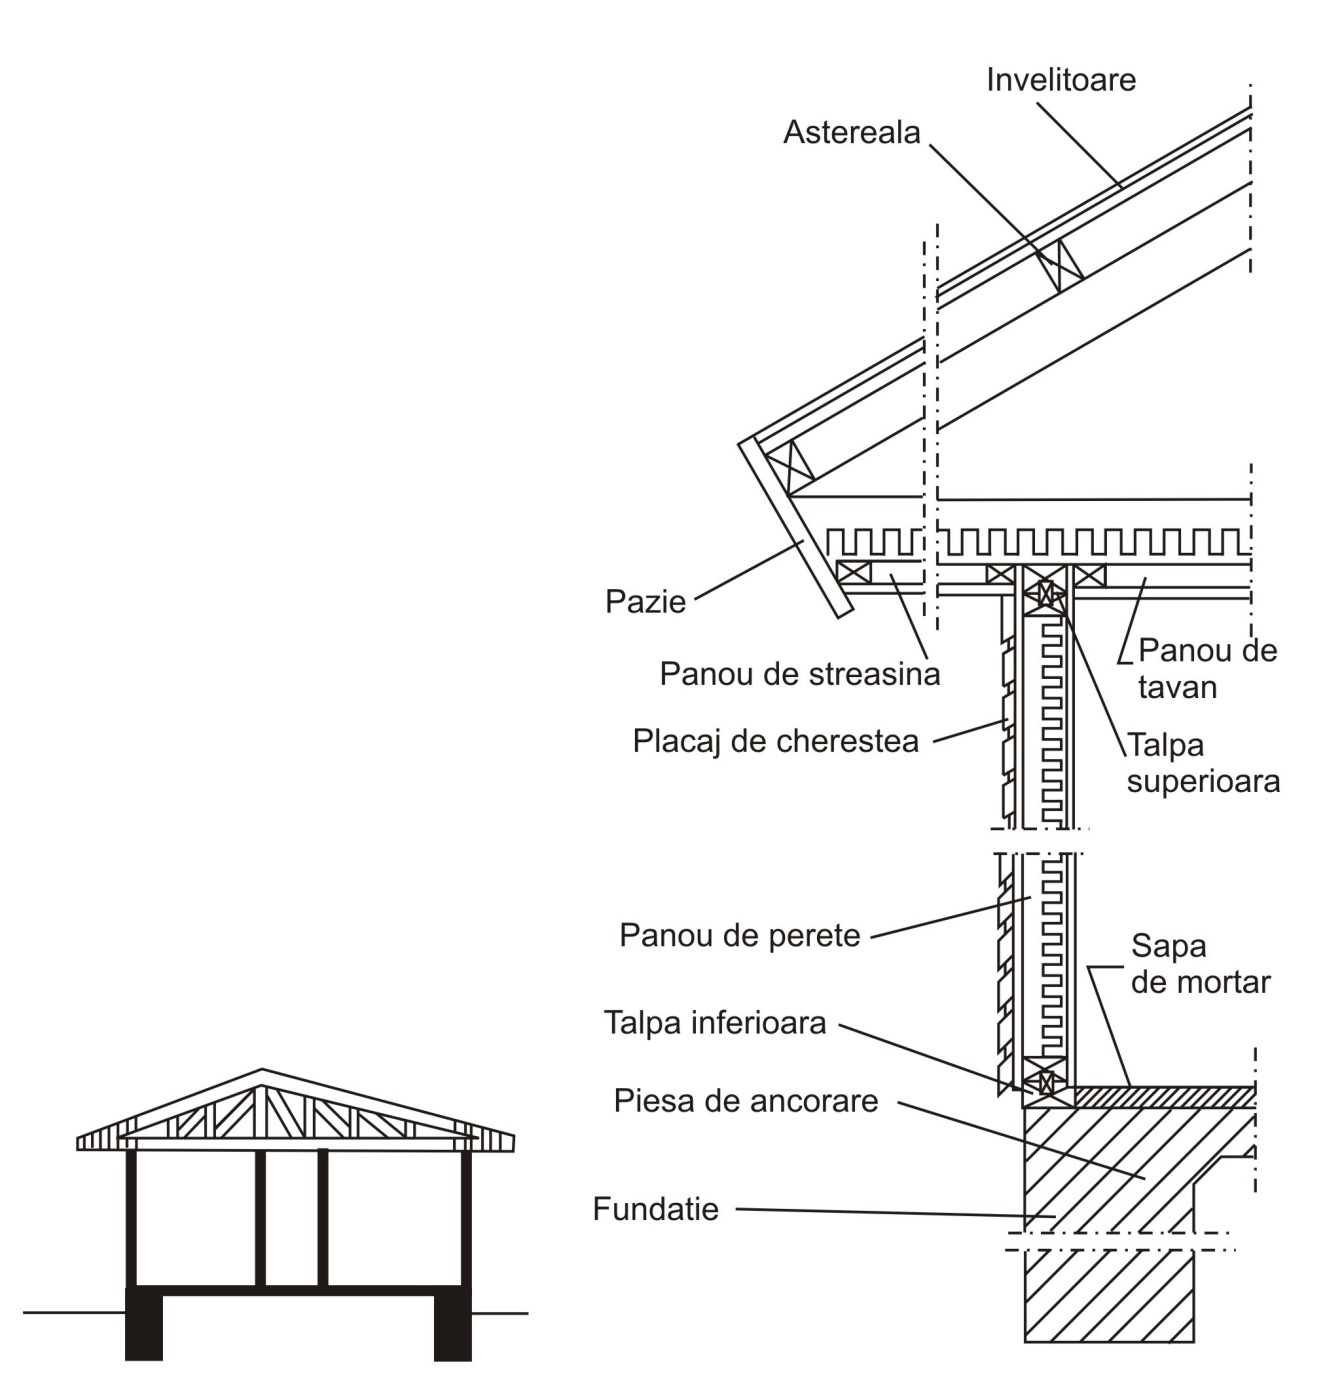 Invelitoare
Astereala
Pazie
Panou de streasina
Panou de
tavan
Placaj de cherestea
Talpa
superioara
Panou de perete
Sapa
de mortar
Talpa inferioara
Piesa de ancorare
Fundatie